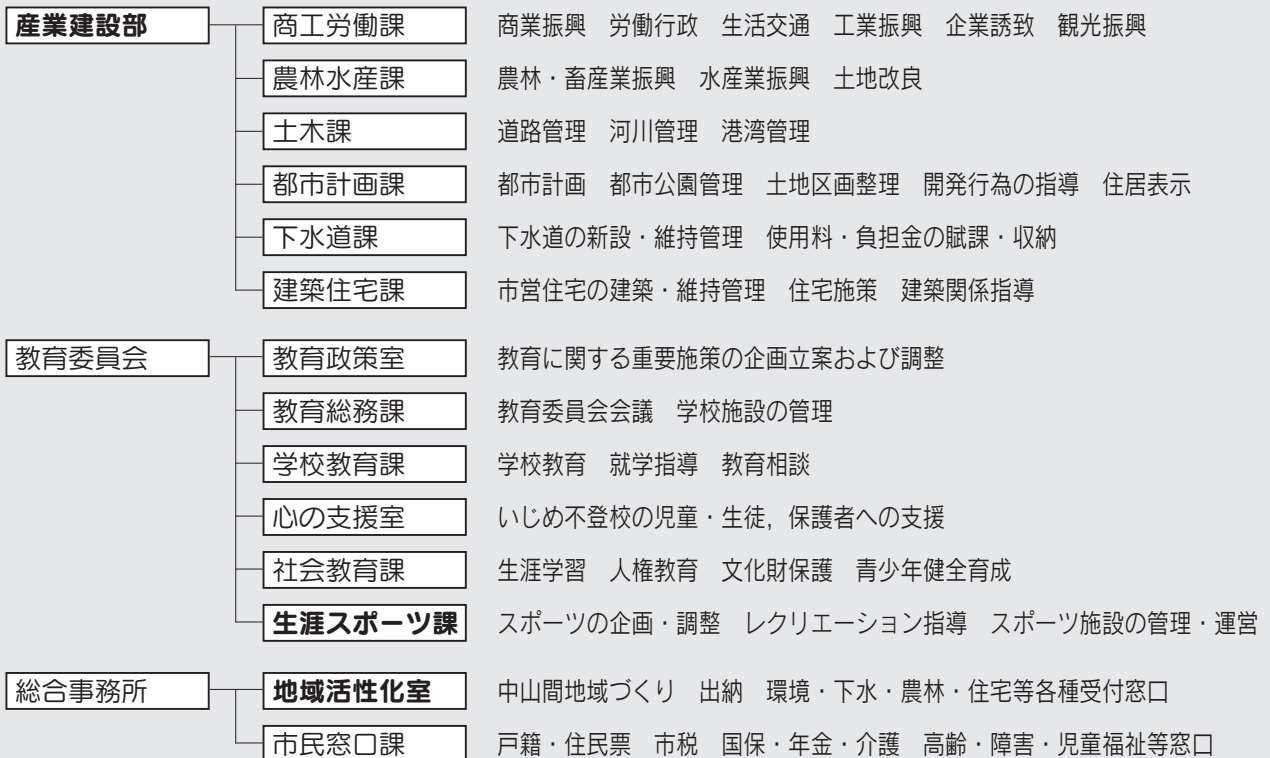 産業建設部　商工労働課　商業振興　労働行政　生活交通　工業振興　企業誘致　観光振興
農林水産課　農林・畜産業振興　水産業振興　土地改良
土木課　道路管理　河川管理　港湾管理
都市計画課　都市計画　都市公園管理　土地区画整理　開発行為の指導　住居表示
下水道課　下水道の新設・維持管理　使用料・負担金の賦課・収納
建築住宅課　市営住宅の建築・維持管理　住宅施策　建築関係指導
教育委員会　教育政策室　教育に関する重要施策の企画立案および調整
教育総務課　教育委員会会議　学校施設の管理
学校教育課　学校教育　就学指導　教育相談
心の支援室　いじめ不登校の児童・生徒，保護者への支援
社会教育課　生涯学習　人権教育　文化財保護　青少年健全育成
生涯スポーツ課　スポーツの企画・調整　レクリエーション指導　スポーツ施設の管理・運営
総合事務所　地域活性化室　中山間地域づくり　出納　環境・下水・農林・住宅等各種受付窓口
市民窓口課　戸籍・住民票　市税　国保・年金・介護　高齢・障害・児童福祉等窓口